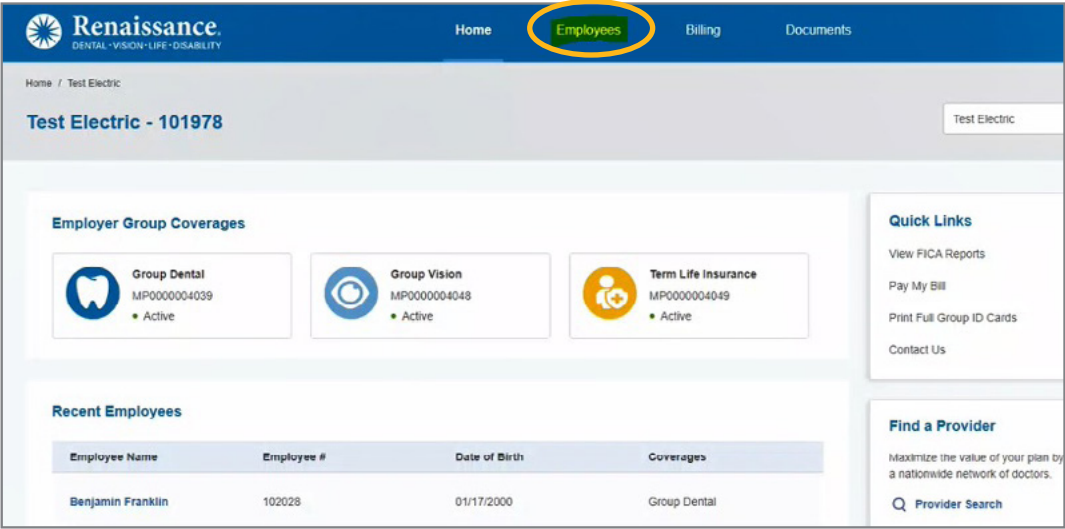 Renaissance.
DENTAL • VISION • LIFE • DISABILITY
Home
Employees
Billing
Documents
Home / Test Electric
Test Electric - 101978
Test Electric
Employer Group Coverages
Group Dental
MP0000004039
• Active
Group Vision
MP0000004048
• Active
Term Life Insurance
MP0000004049
• Active
Quick Links
View FICA Reports
Pay My Bill
Print Full Group ID Cards
Contact Us
Recent Employees
Employee Name Employee # Date of Birth Coverages
Benjamin Franklin 102028 01/17/2000 Group Dental
Find a Provider
Maximize the value of your plan by
a nationwide network of doctors.
Provider Search